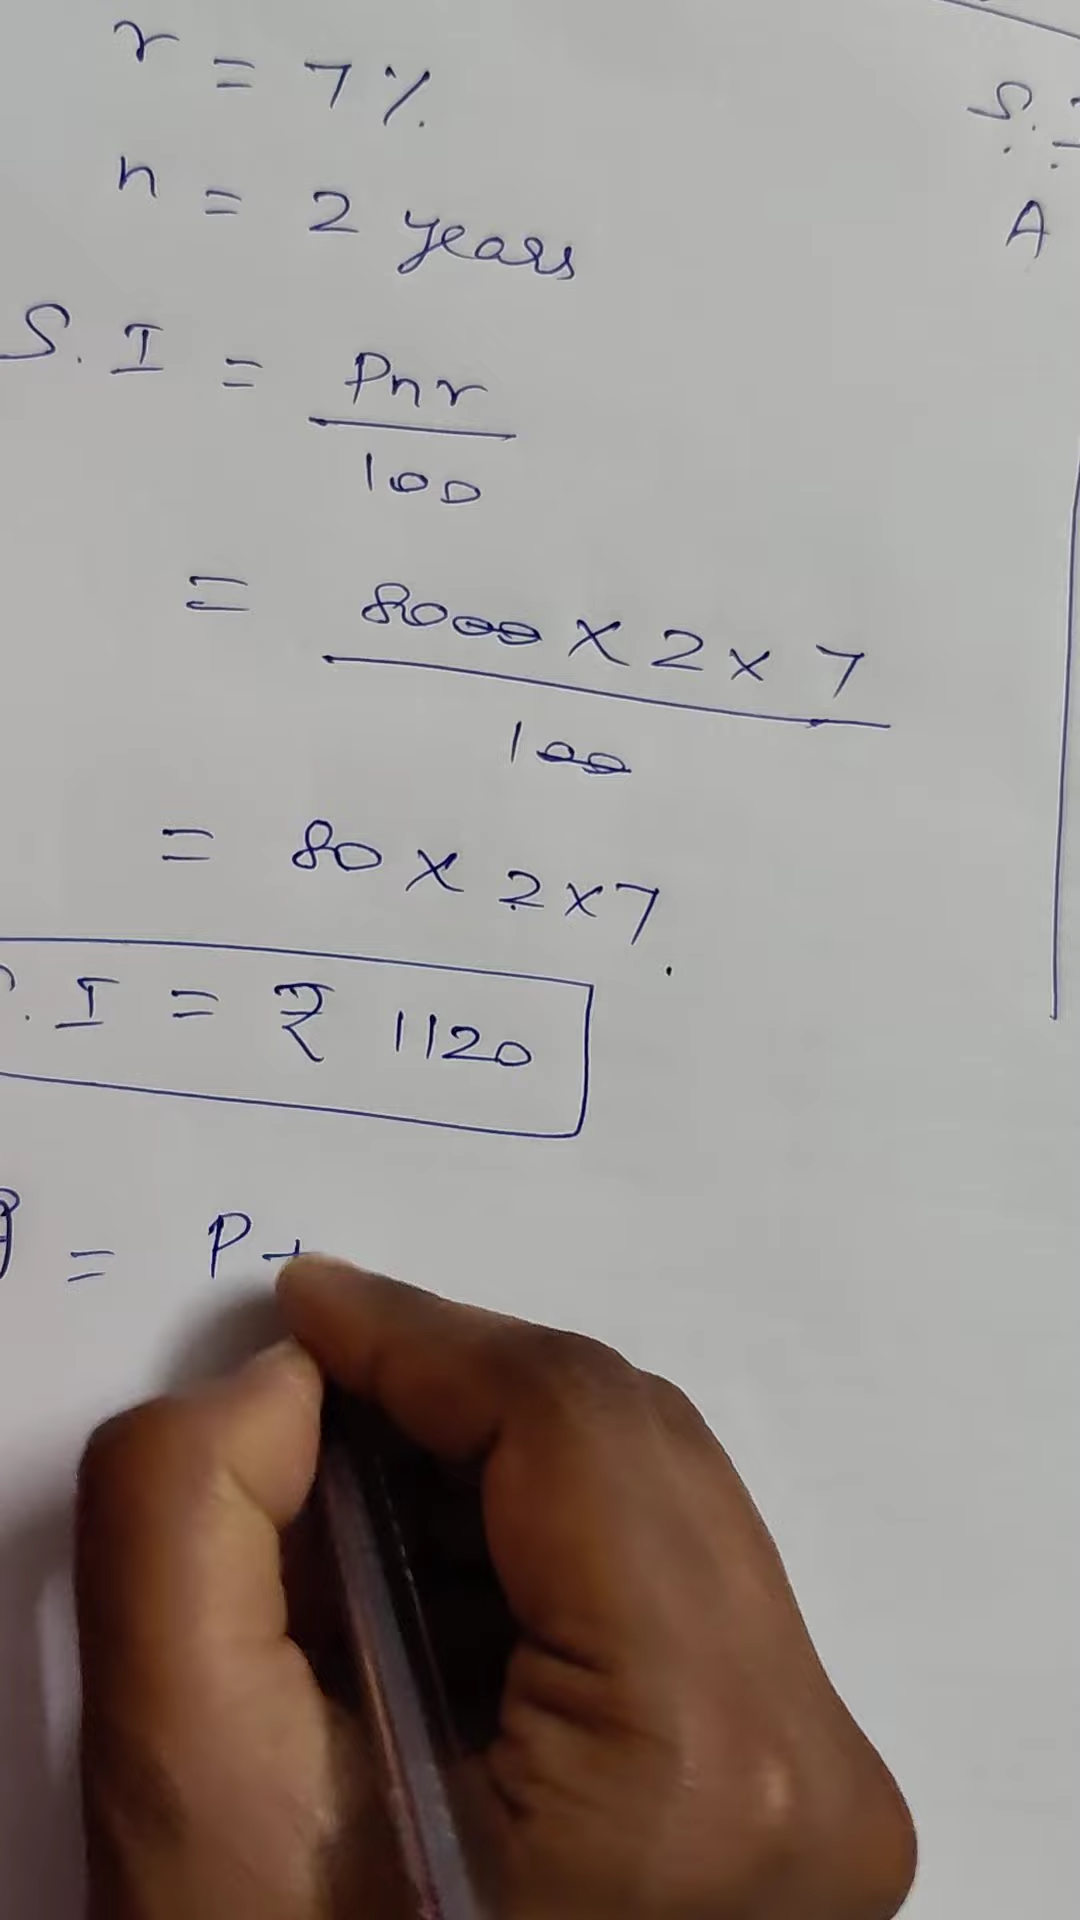 r = 7%
n = 2 years
S. I = Pnr
100
= 8000 X 2 x 7
100
= 80 x 2 x 7.
. I = ₹ 1120
= P +
S.
A